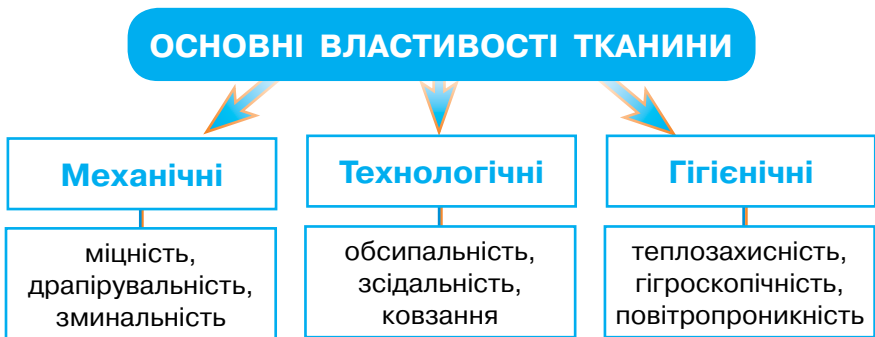 ОСНОВНІ ВЛАСТИВОСТІ ТКАНИНИ
Механічні
міцність,
драпірувальність,
зминальність
Технологічні
обсипальність,
зсідальність,
ковзання
Гігієнічні
теплозахисність,
гігроскопічність,
повітропроникність